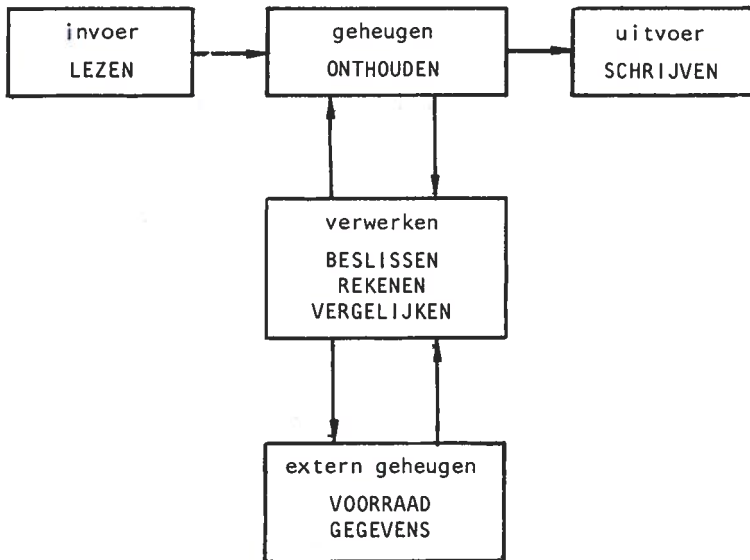 invoer
LEZEN
geheugen
ONTHOUDEN
uitvoer
SCHRIJVEN
verwerken
BESLISSEN
REKENEN
VERGELIJKEN
extern geheugen
VOORRAAD
GEGEVENS